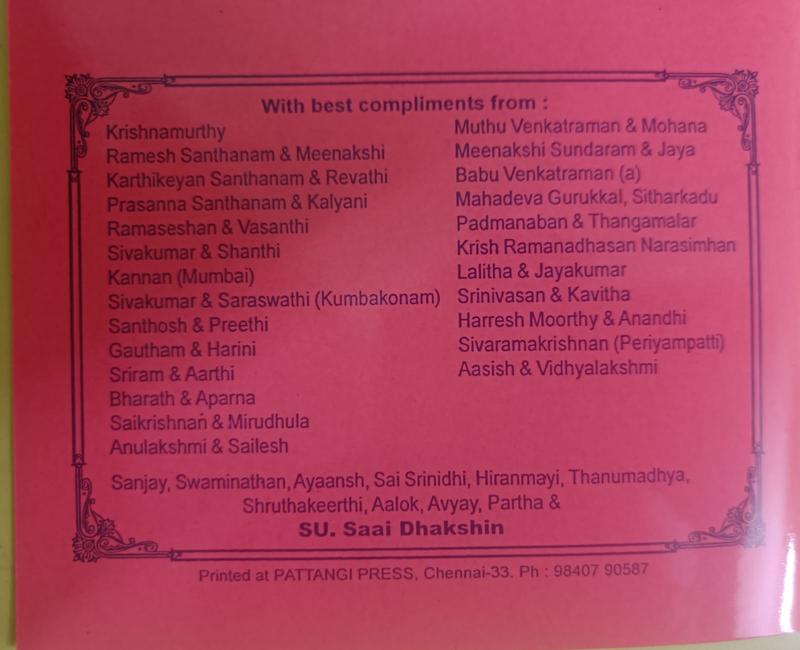 With best compliments from :
Krishnamurthy
Ramesh Santhanam & Meenakshi
Karthikeyan Santhanam & Revathi
Prasanna Santhanam & Kalyani
Ramaseshan & Vasanthi
Sivakumar & Shanthi
Kannan (Mumbai)
Sivakumar & Saraswathi (Kumbakonam)
Santhosh & Preethi
Gautham & Harini
Sriram & Aarthi
Bharath & Aparna
Saikrishnan & Mirudhula
Anulakshmi & Sailesh
Muthu Venkatraman & Mohana
Meenakshi Sundaram & Jaya
Babu Venkatraman (a)
Mahadeva Gurukkal, Sitharkadu
Padmanaban & Thangamalar
Krish Ramanadhasan Narasimhan
Lalitha & Jayakumar
Srinivasan & Kavitha
Harresh Moorthy & Anandhi
Sivaramakrishnan (Periyampatti)
Aasish & Vidhyalakshmi
Sanjay, Swaminathan, Ayaansh, Sai Srinidhi, Hiranmayi, Thanumadhya,
Shruthakeerthi, Aalok, Avyay, Partha &
SU. Saai Dhakshin
Printed at PATTANGI PRESS, Chennai-33. Ph : 98407 90587